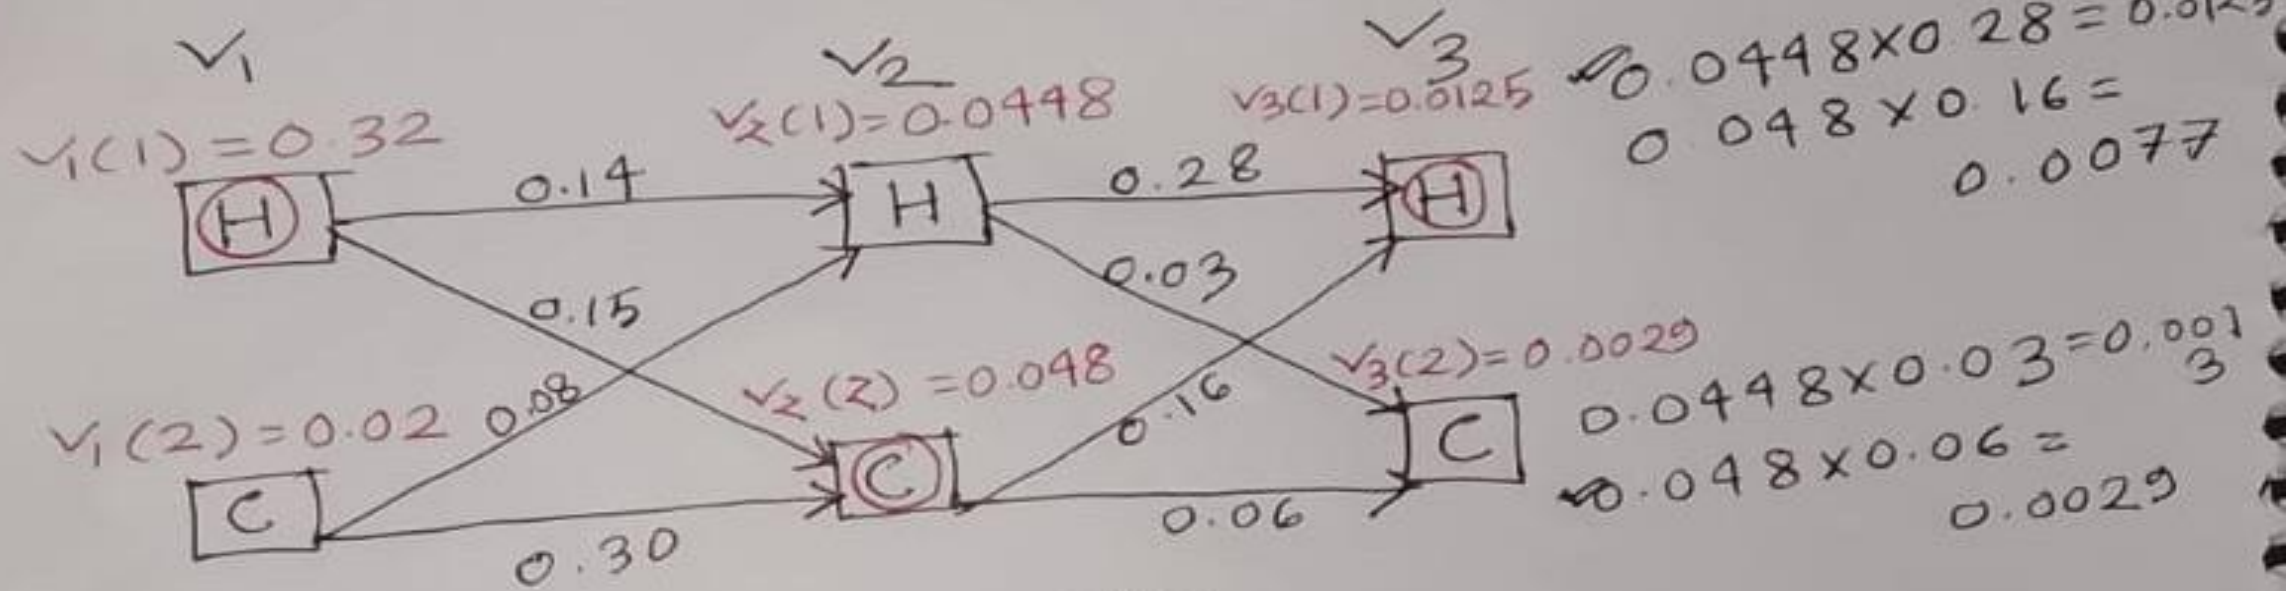 V1
V2
V3
V1(1) = 0.32
V2(1) = 0.0448
V3(1) = 0.0125
0.0448 × 0.28 =
0.048 × 0.16 =
0.0077
H
0.14
H
0.28
H
0.15
0.03
V1(2) = 0.02
0.08
V2(2) = 0.048
0.16
V3(2) = 0.0029
0.0448 × 0.03 = 0.001
3
C
0.30
C
0.06
C
0.048 × 0.06 =
0.0029